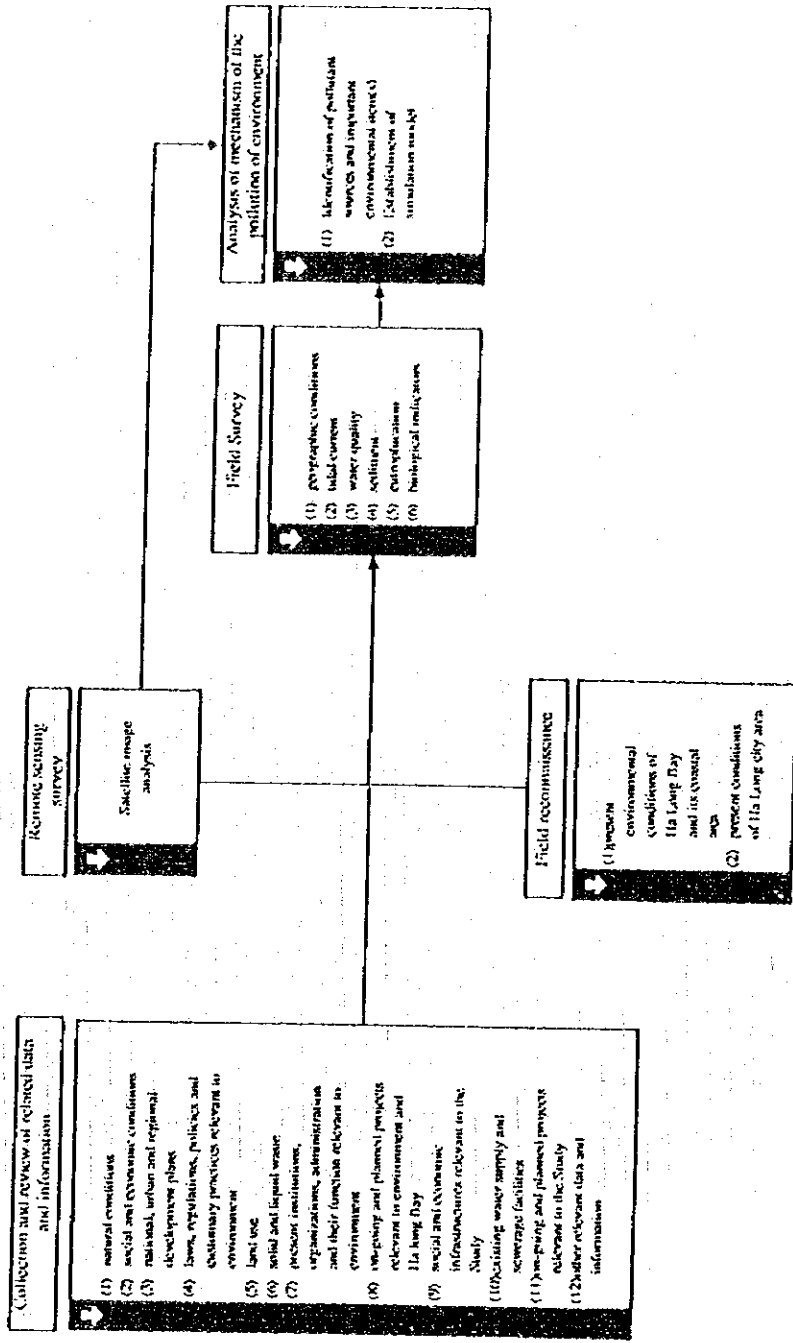 Collection and review of related data
and information
(1) natural conditions
(2) social and economic conditions
(3) national, urban and regional
development plans
(4) laws, regulations, policies and
customary practices relevant to
environment
(5) land use
(6) solid and liquid waste
(7) present institutions,
organizations, administration
and their function relevant to
environment
(8) on-going and planned projects
relevant to environment and
Ha Long Bay
(9) social and economic
infrastructures relevant to the
Study
(10)existing water supply and
sewerage facilities
(11)on-going and planned projects
relevant to the Study
(12)other relevant data and
information
Remote sensing
survey
Satellite image
analysis
Field reconnaissance
(1)present
environmental
conditions of
Ha Long Bay
and its coastal
area
(2) present conditions
of Ha Long city area
Field Survey
(1) geographic conditions
(2) tidal current
(3) water quality
(4) sediment
(5) eutrophication
(6) biological indicators
Analysis of mechanism of the
pollution of environment
(1) Identification of pollutant
sources and important
environmental item(s)
(2) Establishment of
simulation model